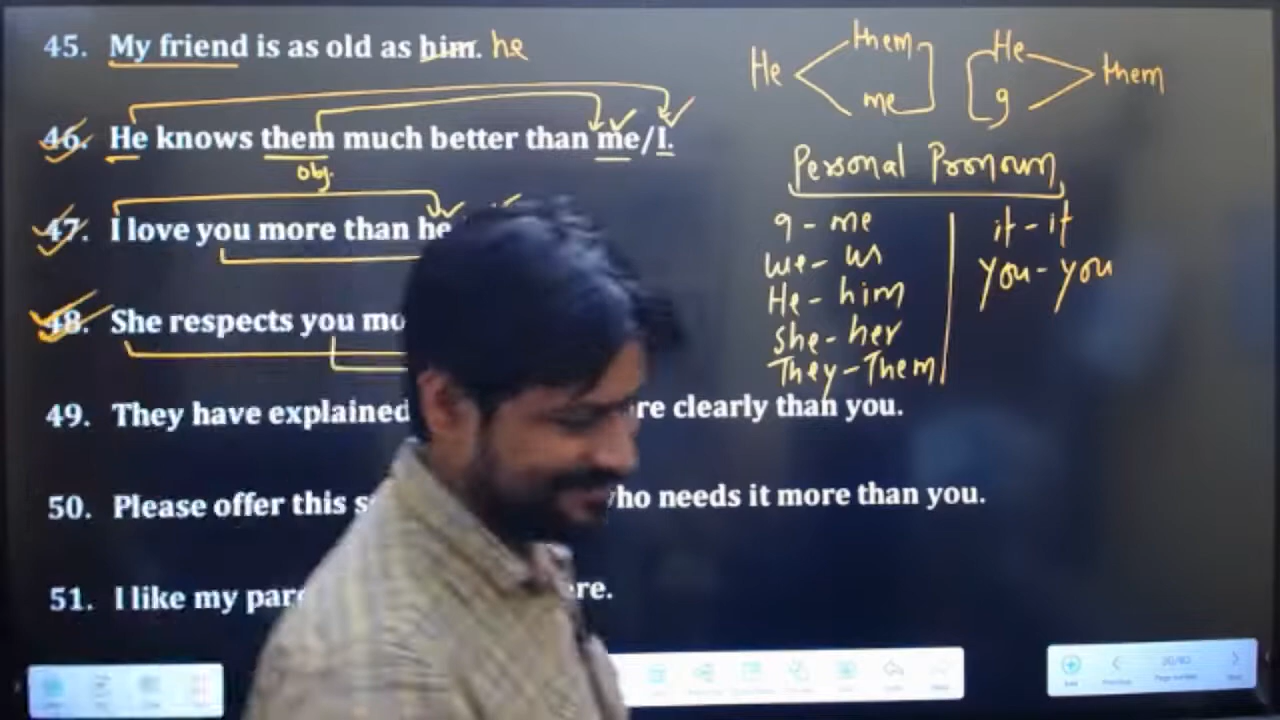 45. My friend is as old as him. he
46. He knows them much better than me/I.
obj.
47. I love you more than he
48. She respects you mo
49. They have explained re clearly than you.
50. Please offer this s ho needs it more than you.
51. I like my par re.
He them me
He g them
Personal Pronoun
g - me
we - us
He - him
she - her
They - Them
it - it
you - you